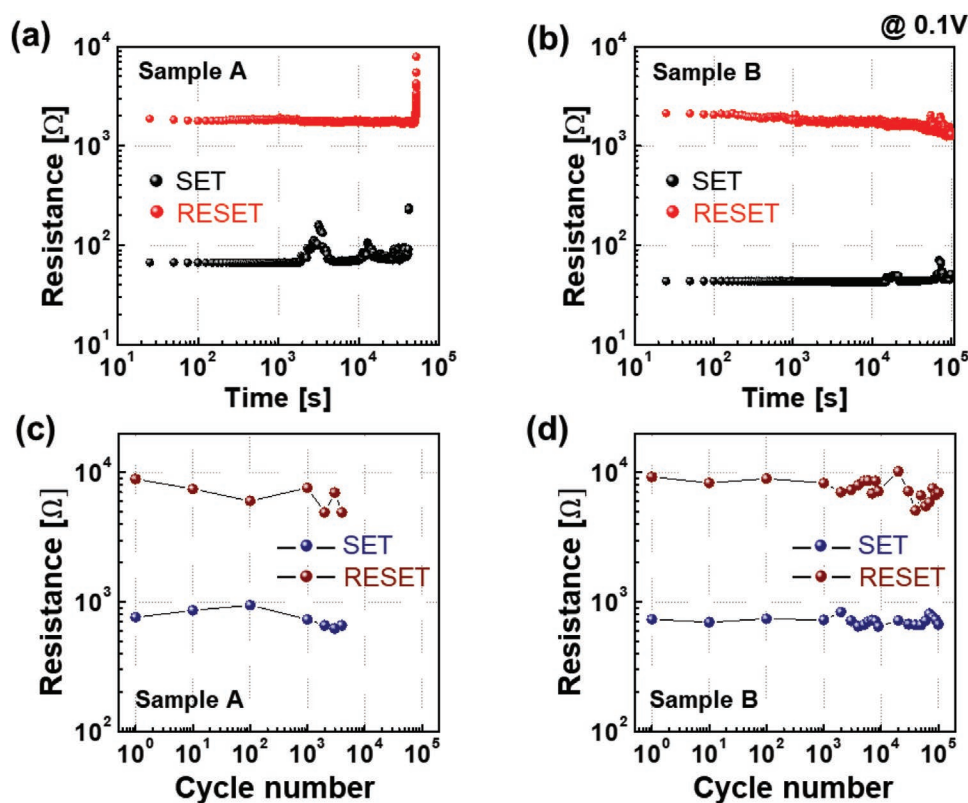 @ 0.1V
(a)
Resistance [Ω]
10⁴
10³
10²
10¹
Sample A
SET
RESET
10¹ 10² 10³ 10⁴ 10⁵
Time [s]
(b)
Resistance [Ω]
10⁴
10³
10²
10¹
Sample B
SET
RESET
10¹ 10² 10³ 10⁴ 10⁵
Time [s]
(c)
Resistance [Ω]
10⁴
10³
10²
SET
RESET
Sample A
10⁰ 10¹ 10² 10³ 10⁴ 10⁵
Cycle number
(d)
Resistance [Ω]
10⁴
10³
10²
SET
RESET
Sample B
10⁰ 10¹ 10² 10³ 10⁴ 10⁵
Cycle number